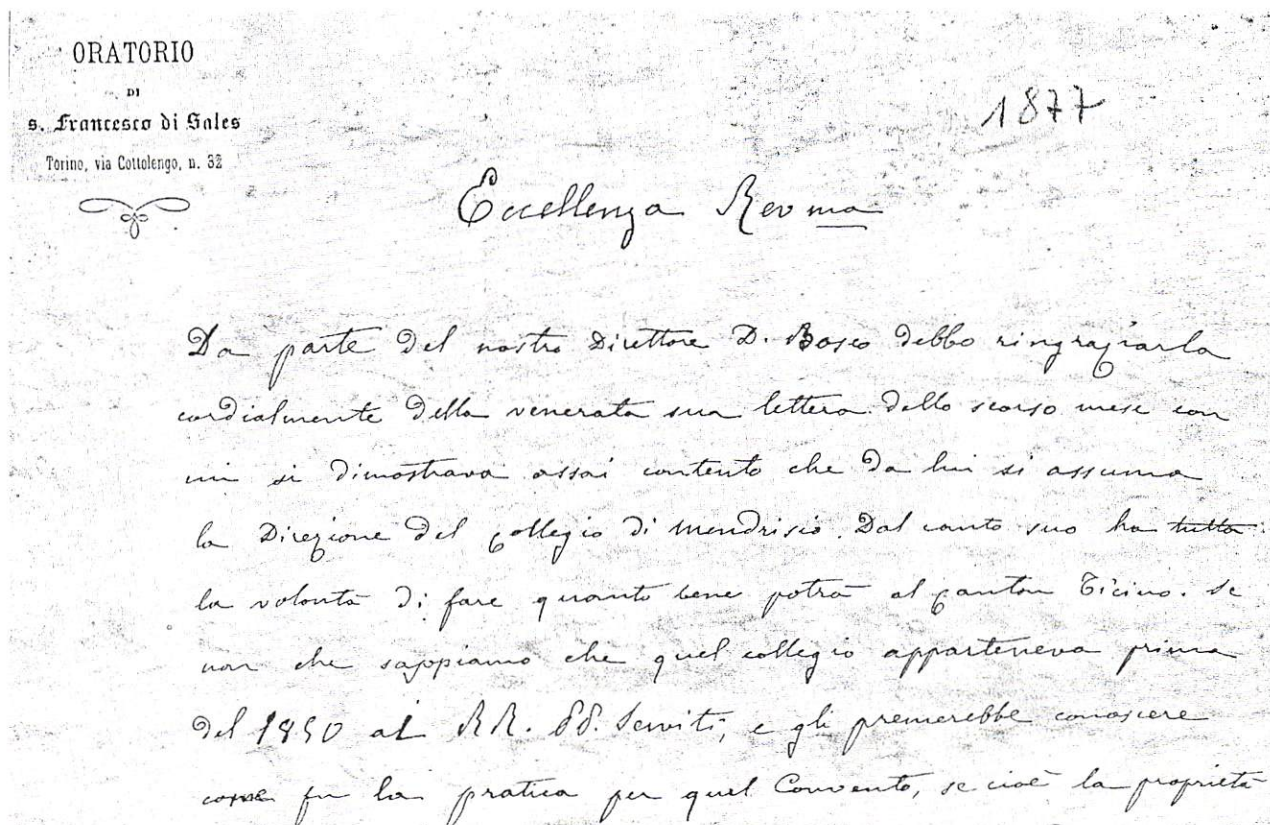 ORATORIO
DI
s. Francesco di Sales
Torino, via Cottolengo, n. 32
1877
Eccellenza Revma
Da parte del nostro Direttore D. Bosco debbo ringraziarla
cordialmente della venerata sua lettera dello scorso mese con
cui si dimostrava assai contento che da lui si assuma
la Direzione del collegio di Mendrisio. Dal canto suo ha tutta
la volontà di fare quanto bene potrà al Canton Ticino. Se
non che sappiamo che quel collegio apparteneva prima
del 1850 ai RR. PP. Serviti, e gli premerebbe conoscere
come fu la pratica per quel Convento, se cioè la proprietà